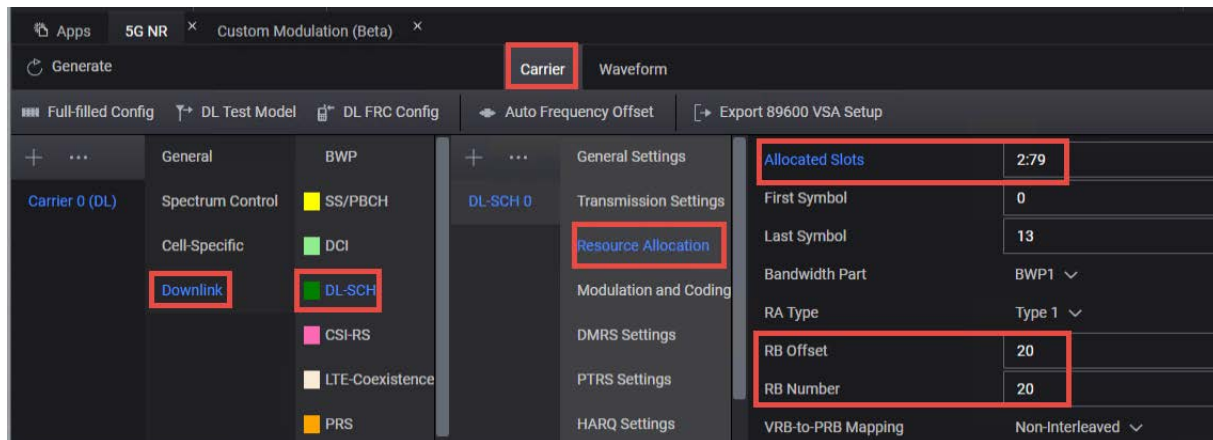 Apps 5G NR × Custom Modulation (Beta) ×
Generate Carrier Waveform
Full-filled Config DL Test Model DL FRC Config Auto Frequency Offset Export 89600 VSA Setup
+ ... General BWP + ... General Settings Allocated Slots 2:79
Carrier 0 (DL) Spectrum Control SS/PBCH DL-SCH 0 Transmission Settings First Symbol 0
Cell-Specific DCI Resource Allocation Last Symbol 13
Downlink DL-SCH Modulation and Coding Bandwidth Part BWP1
CSI-RS DMRS Settings RA Type Type 1
LTE-Coexistence PTRS Settings RB Offset 20
PRS HARQ Settings RB Number 20
VRB-to-PRB Mapping Non-Interleaved